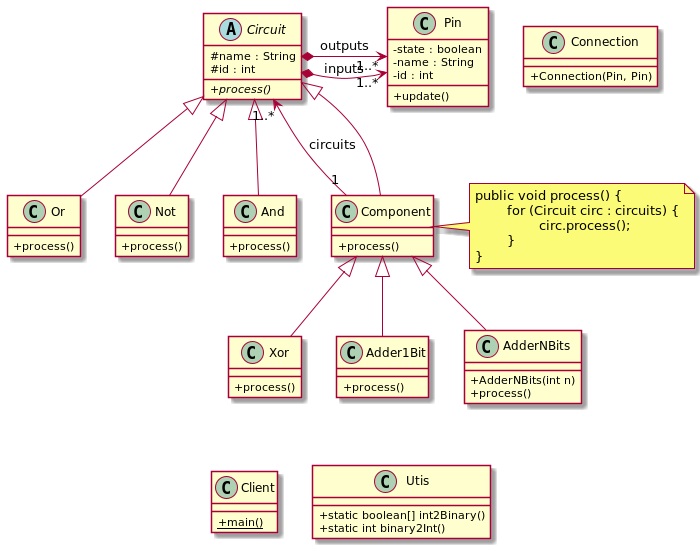 A Circuit
#name : String
#id : int
+process()
outputs
1..*
inputs
1..*
C Pin
-state : boolean
-name : String
-id : int
+update()
C Connection
+Connection(Pin, Pin)
1..*
circuits
1
C Or
+process()
C Not
+process()
C And
+process()
C Component
+process()
public void process() {
for (Circuit circ : circuits) {
circ.process();
}
}
C Xor
+process()
C Adder1Bit
+process()
C AdderNBits
+AdderNBits(int n)
+process()
C Client
+main()
C Utis
+static boolean[] int2Binary()
+static int binary2Int()